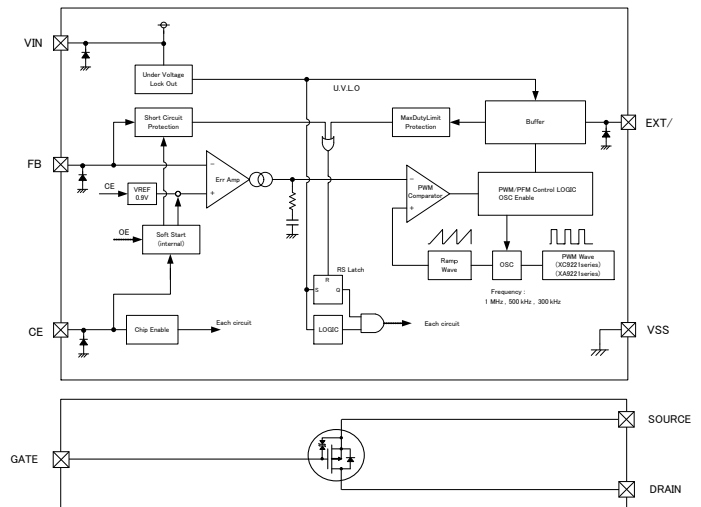 VIN
Under Voltage
Lock Out
U.V.L.O
Short Circuit
Protection
MaxDutyLimit
Protection
Buffer
EXT/
FB
CE
VREF
0.9V
−
+
Err Amp
−
+
PWM
Comparator
PWM/PFM Control LOGIC
OSC Enable
OE
Soft Start
(internal)
Ramp
Wave
OSC
PWM Wave
(XC9221series)
(XA9221series)
RS Latch
R
S
Q
Frequency :
1 MHz , 500 kHz , 300 kHz
CE
Chip Enable
Each circuit
LOGIC
Each circuit
VSS
SOURCE
GATE
DRAIN